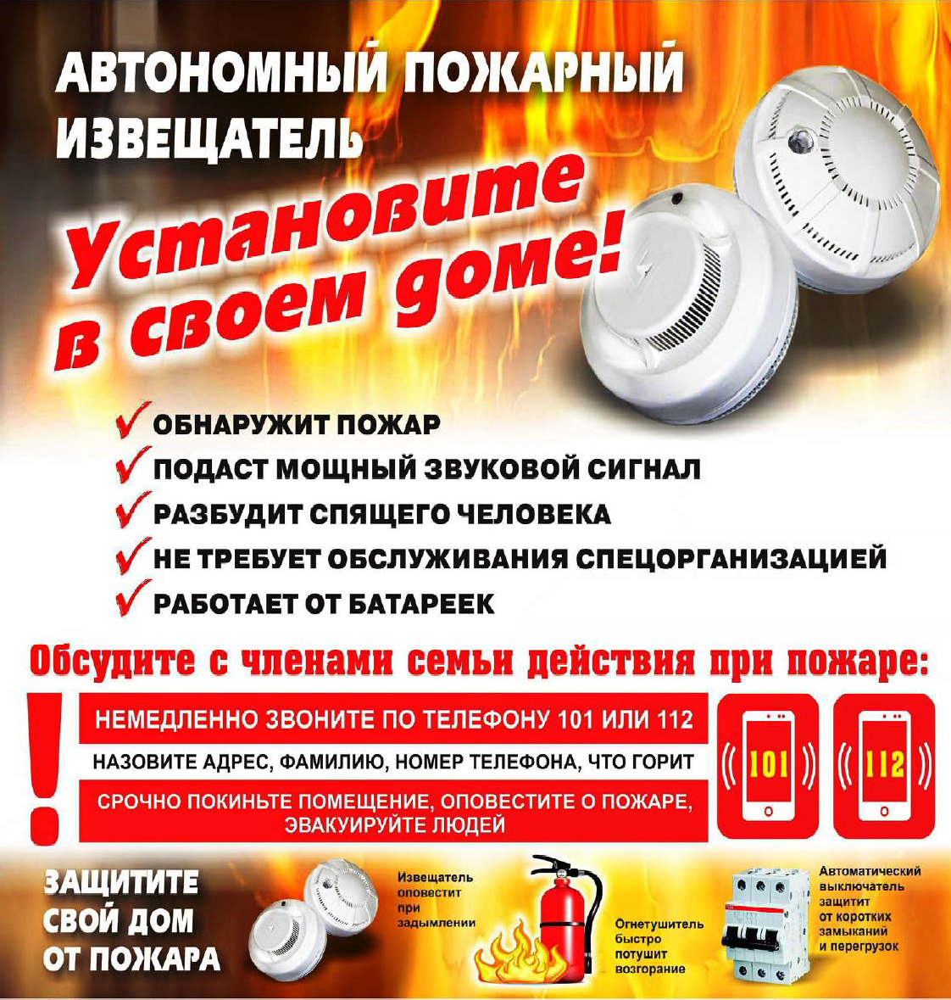 АВТОНОМНЫЙ ПОЖАРНЫЙ
ИЗВЕЩАТЕЛЬ
Установите
в своем доме!
ОБНАРУЖИТ ПОЖАР
ПОДАСТ МОЩНЫЙ ЗВУКОВОЙ СИГНАЛ
РАЗБУДИТ СПЯЩЕГО ЧЕЛОВЕКА
НЕ ТРЕБУЕТ ОБСЛУЖИВАНИЯ СПЕЦОРГАНИЗАЦИЕЙ
РАБОТАЕТ ОТ БАТАРЕЕК
Обсудите с членами семьи действия при пожаре:
!
НЕМЕДЛЕННО ЗВОНИТЕ ПО ТЕЛЕФОНУ 101 ИЛИ 112
НАЗОВИТЕ АДРЕС, ФАМИЛИЮ, НОМЕР ТЕЛЕФОНА, ЧТО ГОРИТ
СРОЧНО ПОКИНЬТЕ ПОМЕЩЕНИЕ, ОПОВЕСТИТЕ О ПОЖАРЕ,
ЭВАКУИРУЙТЕ ЛЮДЕЙ
101
112
ЗАЩИТИТЕ
СВОЙ ДОМ
ОТ ПОЖАРА
Извещатель
оповестит
при
задымлении
Огнетушитель
быстро
потушит
возгорание
Автоматический
выключатель
защитит
от коротких
замыканий
и перегрузок